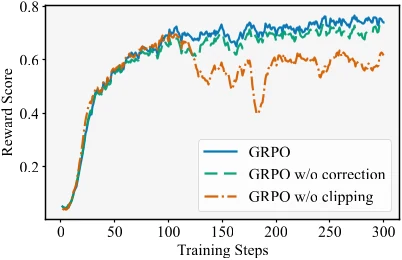 0.8
0.6
0.4
0.2
Reward Score
GRPO
GRPO w/o correction
GRPO w/o clipping
0 50 100 150 200 250 300
Training Steps